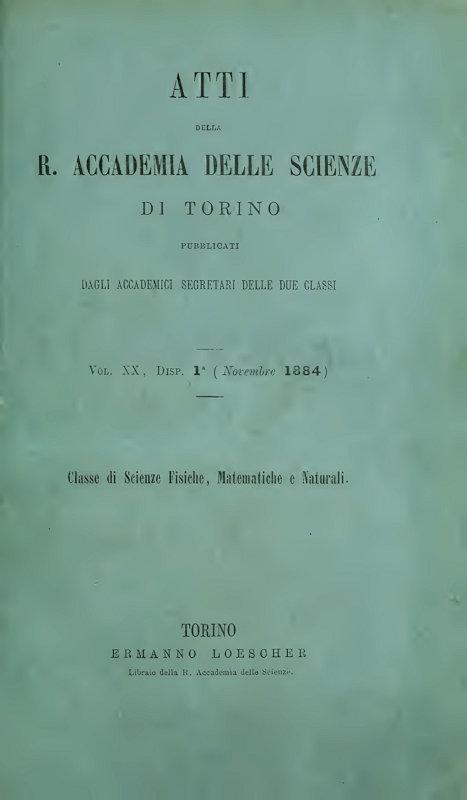 ATTI
DELLA
R. ACCADEMIA DELLE SCIENZE
DI TORINO
PUBBLICATI
DAGLI ACCADEMICI SEGRETARI DELLE DUE CLASSI
VOL. XX, DISP. 1ª (Novembre 1884)
Classe di Scienze Fisiche, Matematiche e Naturali.
TORINO
ERMANNO LOESCHER
Libraio della R. Accademia delle Scienze.